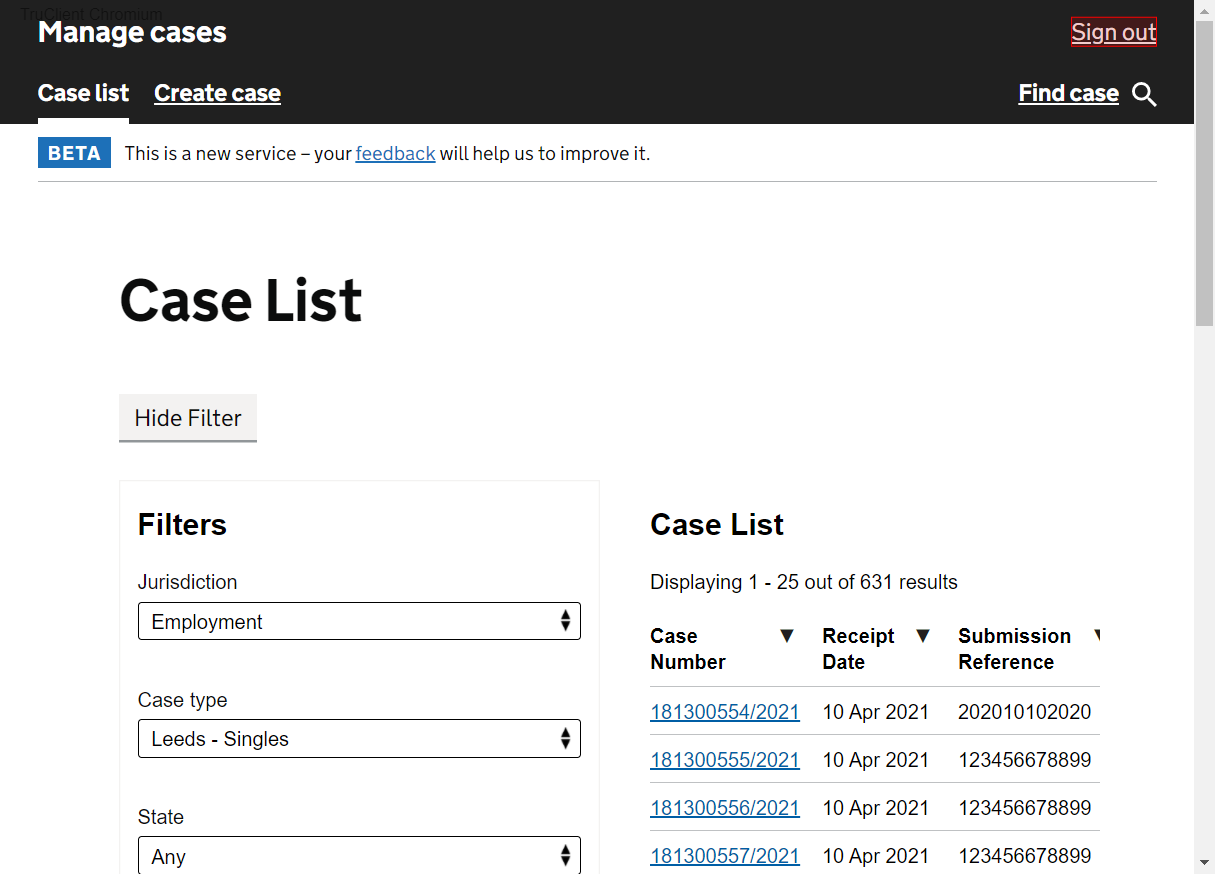 TruClient Chromium
Manage cases
Sign out
Case list Create case
Find case
BETA This is a new service – your feedback will help us to improve it.
Case List
Hide Filter
Filters
Jurisdiction
Employment
Case type
Leeds - Singles
State
Any
Case List
Displaying 1 - 25 out of 631 results
Case Number ▼ Receipt Date ▼ Submission Reference ▼
181300554/2021 10 Apr 2021 202010102020
181300555/2021 10 Apr 2021 123456678899
181300556/2021 10 Apr 2021 123456678899
181300557/2021 10 Apr 2021 123456678899